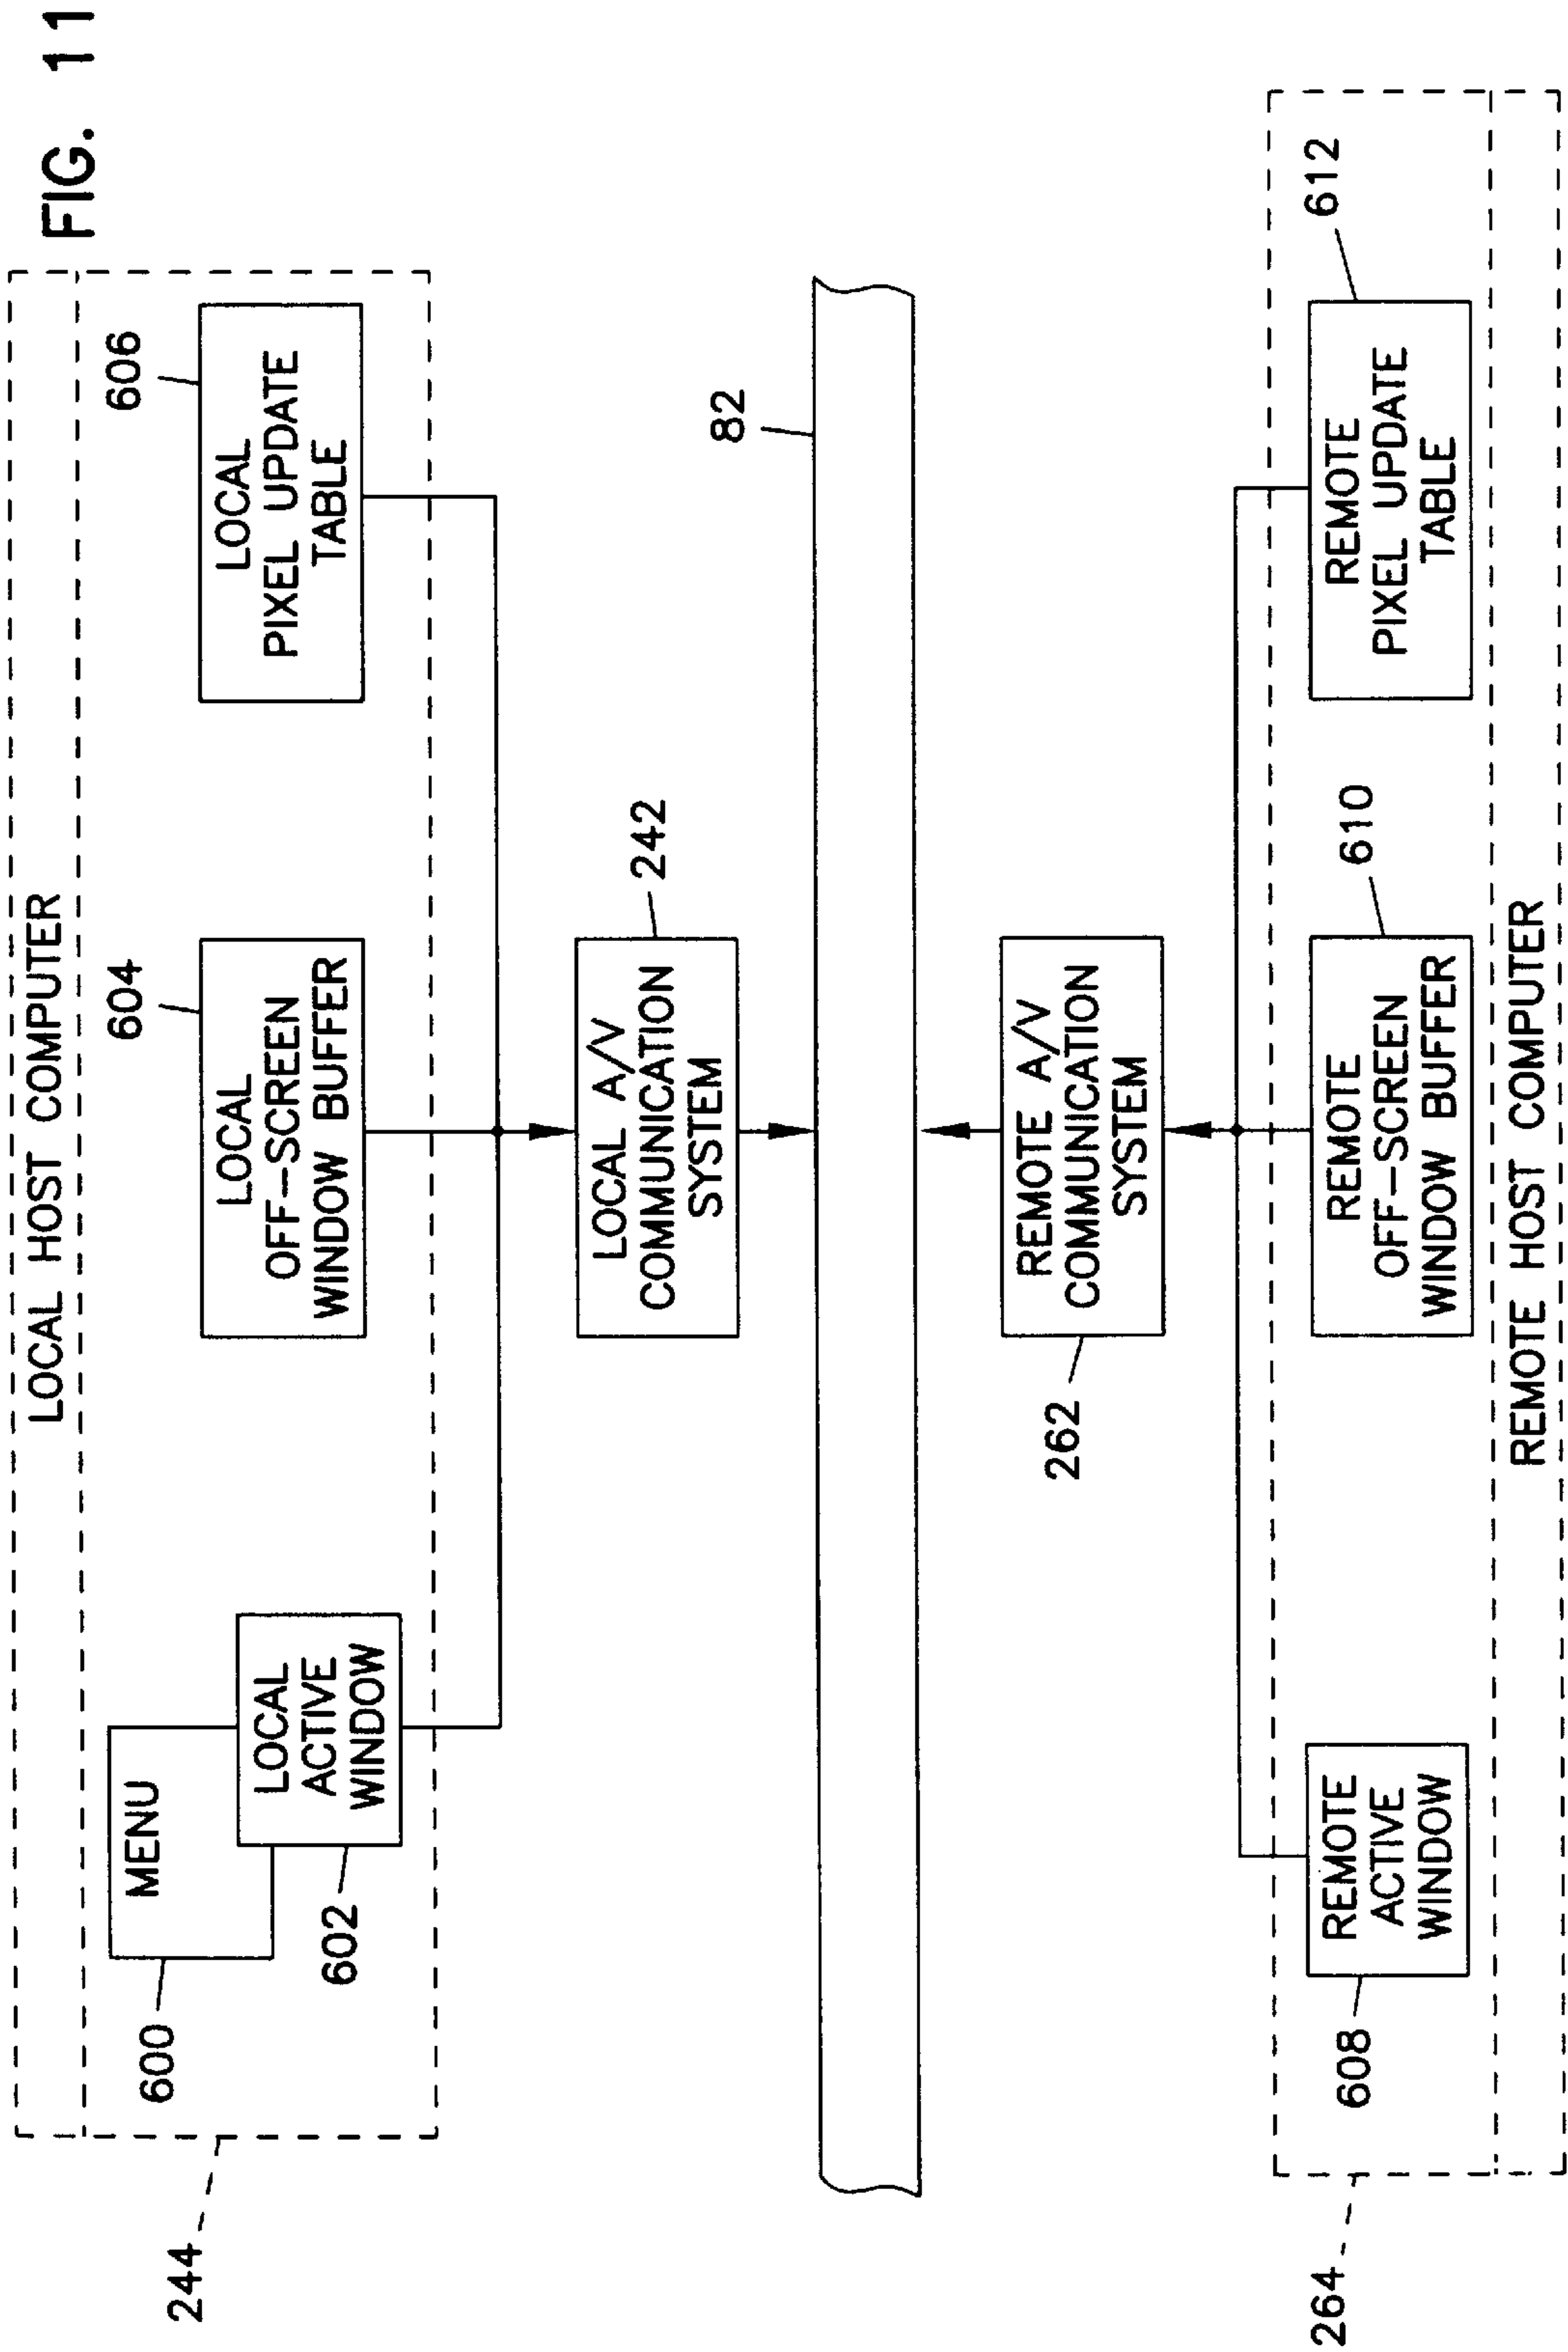 FIG. 11
LOCAL HOST COMPUTER
244
600
MENU
602
LOCAL
ACTIVE
WINDOW
604
LOCAL
OFF-SCREEN
WINDOW BUFFER
606
LOCAL
PIXEL UPDATE
TABLE
LOCAL A/V
COMMUNICATION
SYSTEM
242
82
262
REMOTE A/V
COMMUNICATION
SYSTEM
264
608
REMOTE
ACTIVE
WINDOW
REMOTE
OFF-SCREEN
WINDOW BUFFER
610
REMOTE
PIXEL UPDATE
TABLE
612
REMOTE HOST COMPUTER